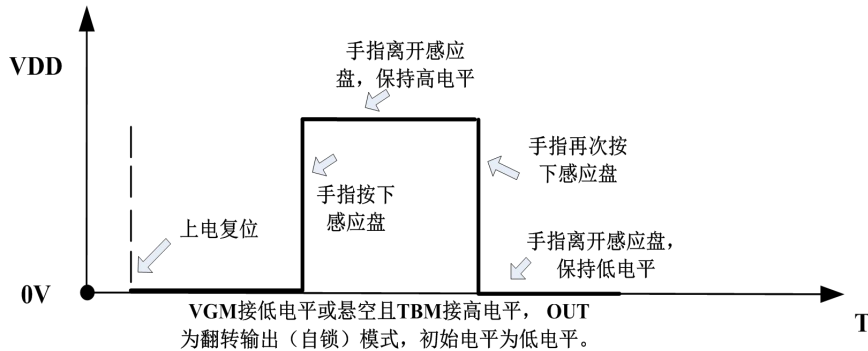 VDD
手指离开感应
盘，保持高电平
手指再次按
下感应盘
手指按下
感应盘
上电复位
手指离开感应盘，
保持低电平
0V
T
VGM接低电平或悬空且TBM接高电平，OUT
为翻转输出（自锁）模式，初始电平为低电平。